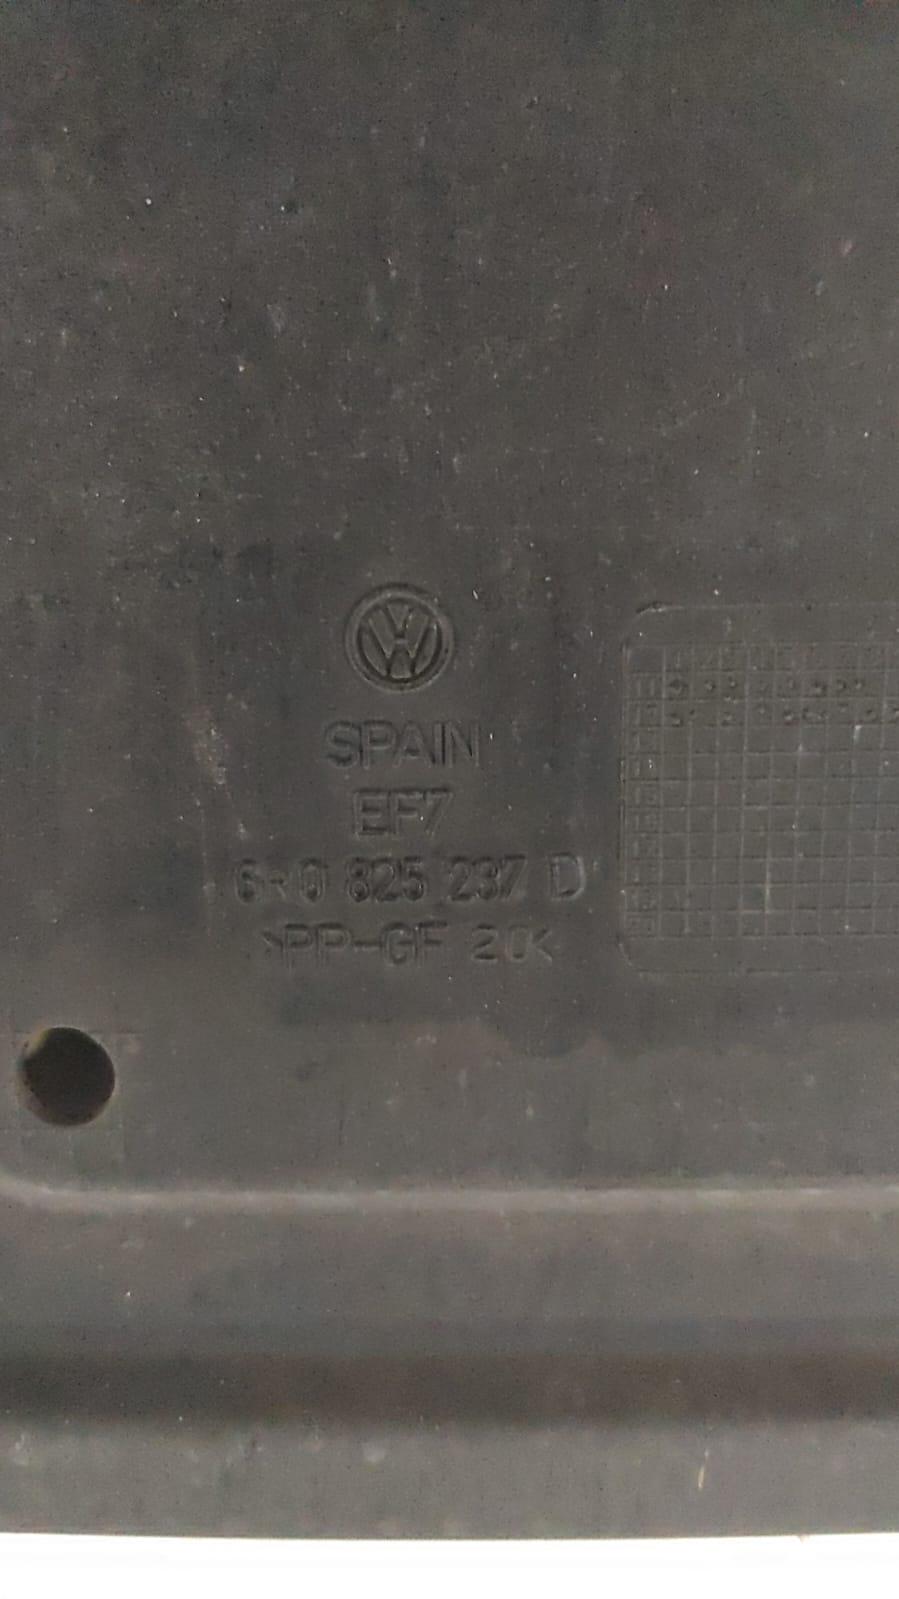 SPAIN
EF7
6R0 825 237 D
>PP-GF 20<